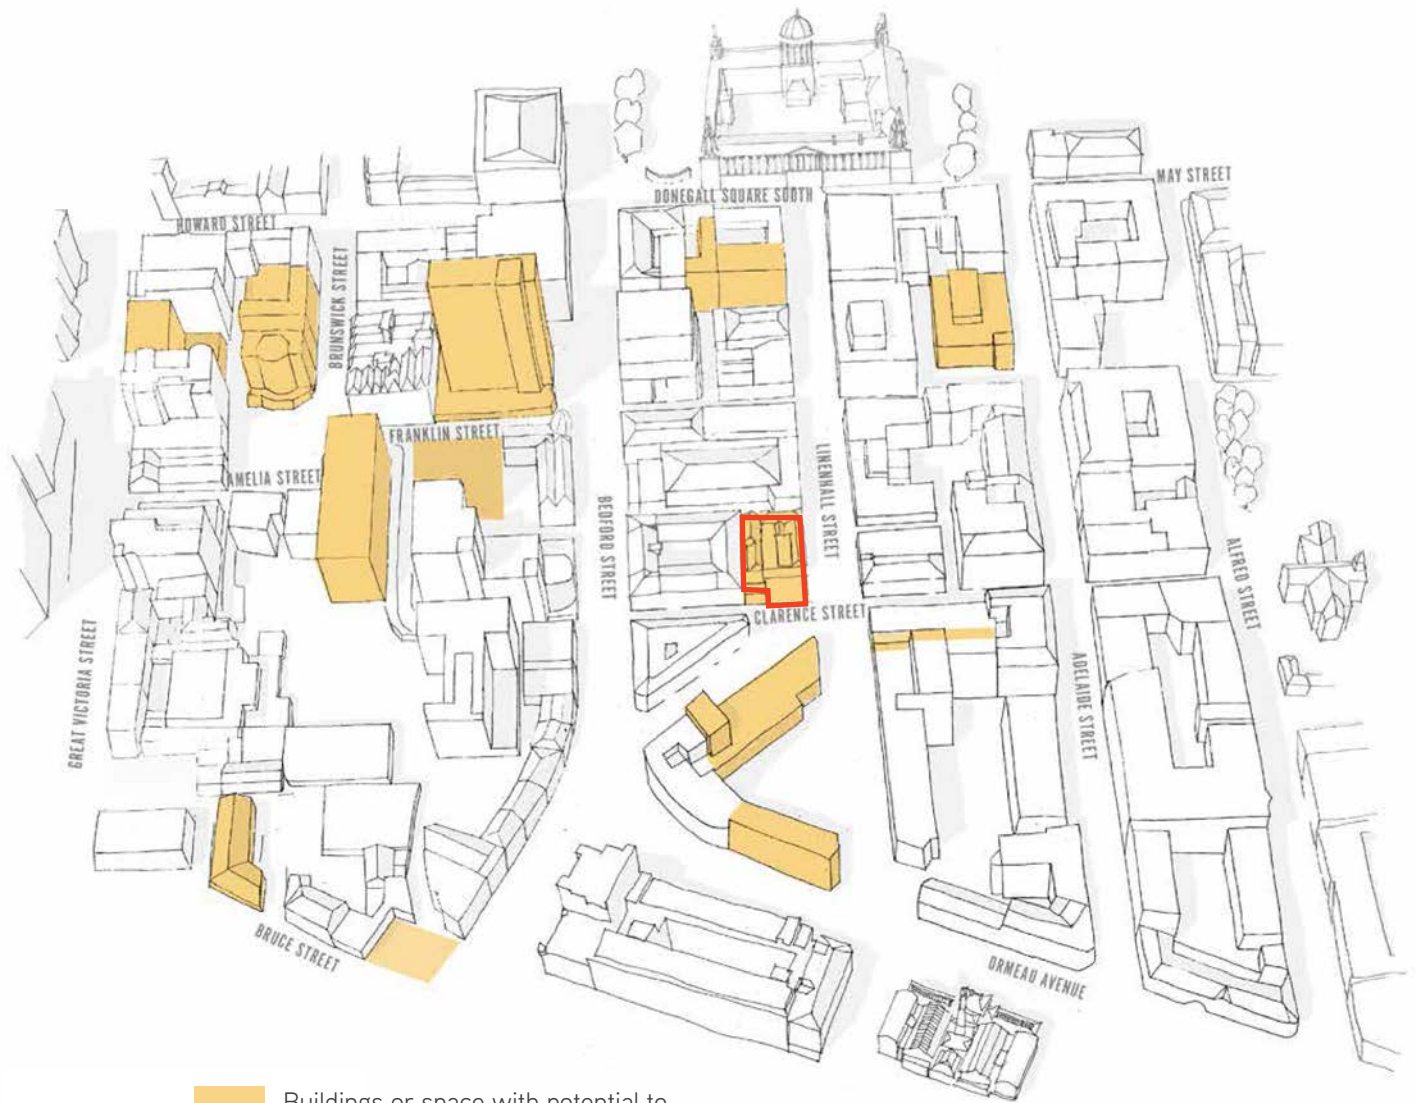 MAY STREET
DONEGALL SQUARE SOUTH
HOWARD STREET
BRUNSWICK STREET
FRANKLIN STREET
AMELIA STREET
LINENHALL STREET
BEDFORD STREET
ALFRED STREET
CLARENCE STREET
GREAT VICTORIA STREET
ADELAIDE STREET
BRUCE STREET
ORMEAU AVENUE
Buildings or space with potential to